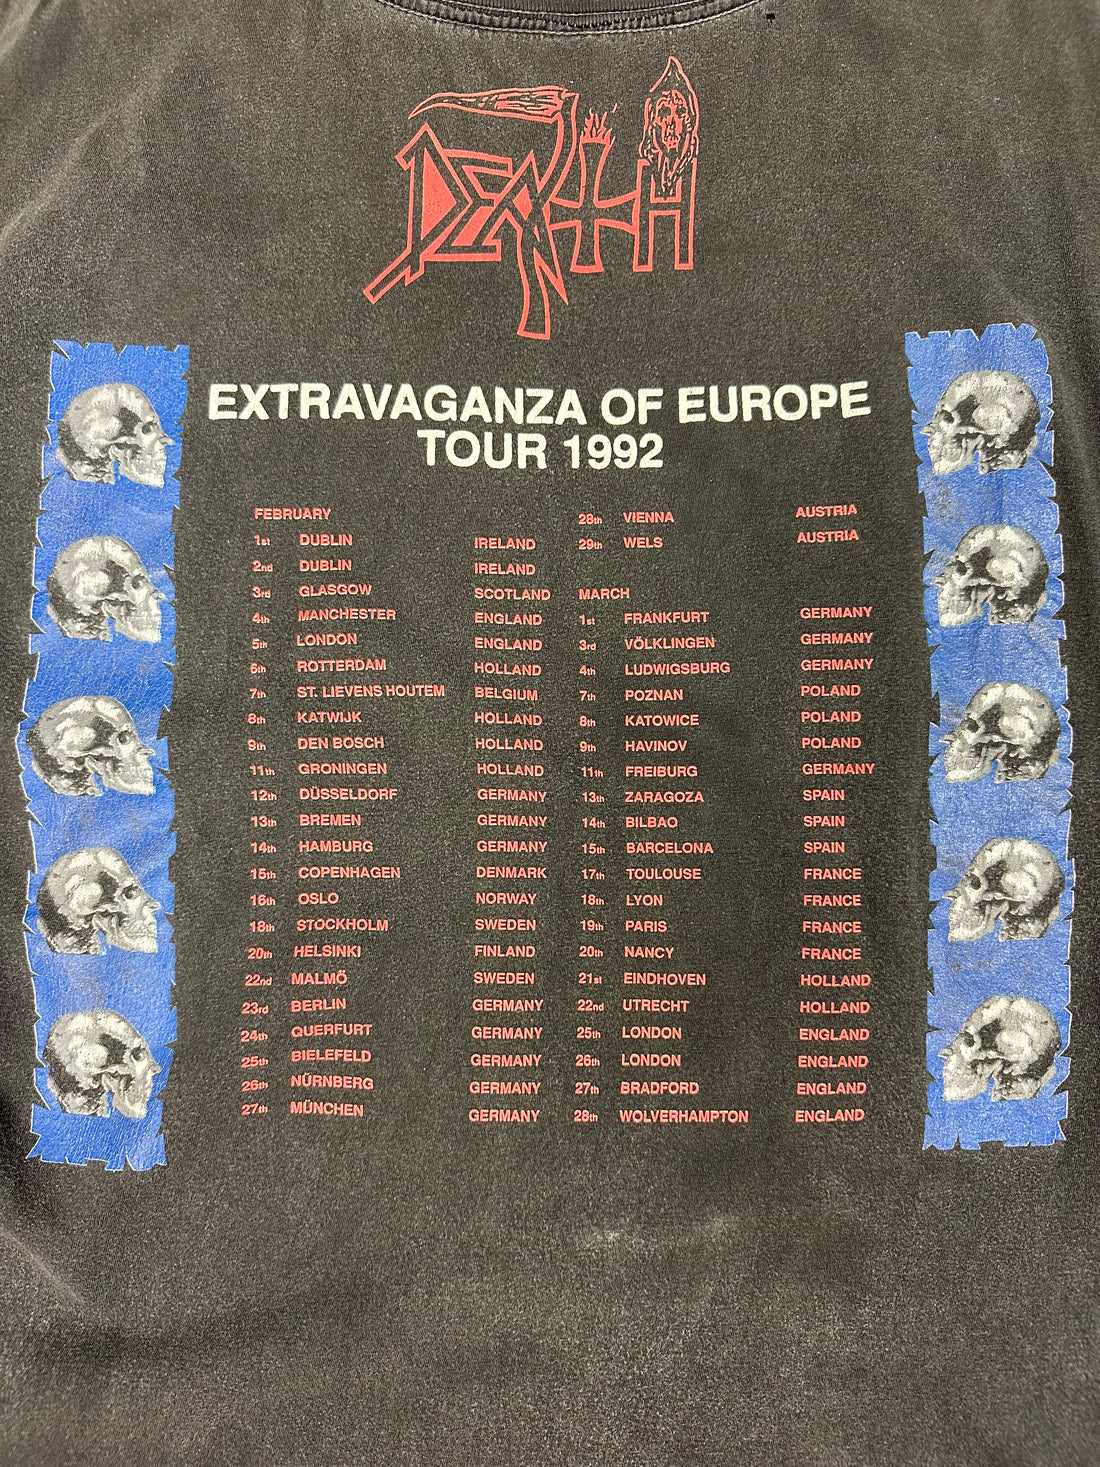 DEATH
EXTRAVAGANZA OF EUROPE
TOUR 1992
FEBRUARY
1st DUBLIN IRELAND
2nd DUBLIN IRELAND
3rd GLASGOW SCOTLAND
4th MANCHESTER ENGLAND
5th LONDON ENGLAND
6th ROTTERDAM HOLLAND
7th ST. LIEVENS HOUTEM BELGIUM
8th KATWIJK HOLLAND
9th DEN BOSCH HOLLAND
11th GRONINGEN HOLLAND
12th DÜSSELDORF GERMANY
13th BREMEN GERMANY
14th HAMBURG GERMANY
15th COPENHAGEN DENMARK
16th OSLO NORWAY
18th STOCKHOLM SWEDEN
20th HELSINKI FINLAND
22nd MALMÖ SWEDEN
23rd BERLIN GERMANY
24th QUERFURT GERMANY
25th BIELEFELD GERMANY
26th NÜRNBERG GERMANY
27th MÜNCHEN GERMANY
28th VIENNA AUSTRIA
29th WELS AUSTRIA
MARCH
1st FRANKFURT GERMANY
3rd VÖLKLINGEN GERMANY
4th LUDWIGSBURG GERMANY
7th POZNAN POLAND
8th KATOWICE POLAND
9th HAVINOV POLAND
11th FREIBURG GERMANY
13th ZARAGOZA SPAIN
14th BILBAO SPAIN
15th BARCELONA SPAIN
17th TOULOUSE FRANCE
18th LYON FRANCE
19th PARIS FRANCE
20th NANCY FRANCE
21st EINDHOVEN HOLLAND
22nd UTRECHT HOLLAND
25th LONDON ENGLAND
26th LONDON ENGLAND
27th BRADFORD ENGLAND
28th WOLVERHAMPTON ENGLAND